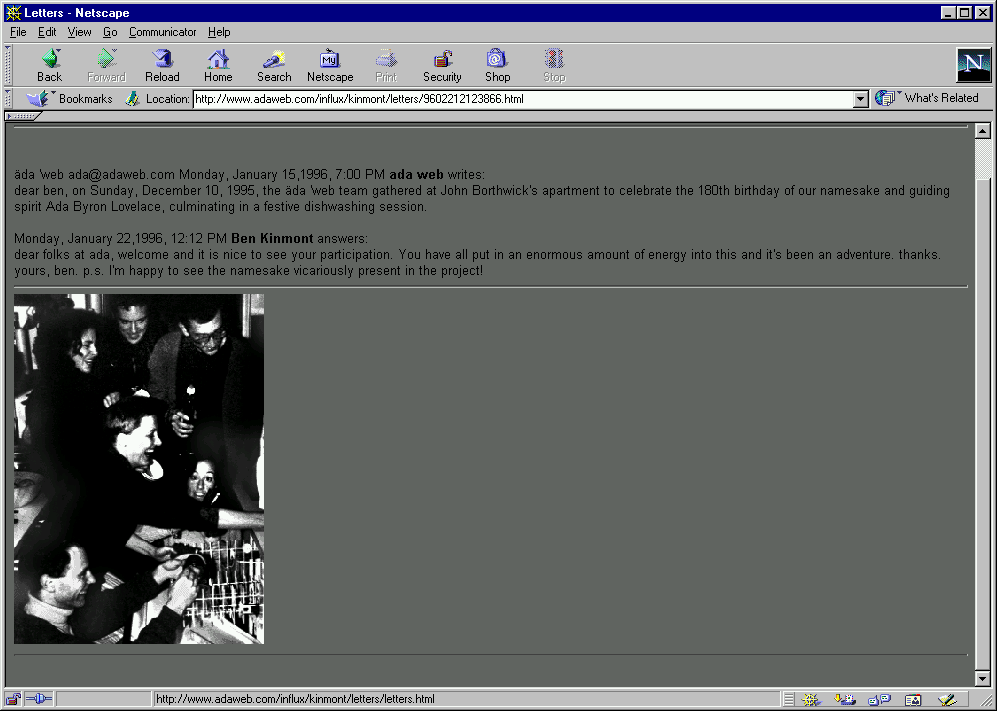 Letters - Netscape
File Edit View Go Communicator Help
Back Forward Reload Home Search Netscape Print Security Shop Stop
My
N
Bookmarks Location: http://www.adaweb.com/influx/kinmont/letters/9602212123866.html What's Related
äda 'web ada@adaweb.com Monday, January 15,1996, 7:00 PM ada web writes:
dear ben, on Sunday, December 10, 1995, the äda 'web team gathered at John Borthwick's apartment to celebrate the 180th birthday of our namesake and guiding
spirit Ada Byron Lovelace, culminating in a festive dishwashing session.
Monday, January 22,1996, 12:12 PM Ben Kinmont answers:
dear folks at ada, welcome and it is nice to see your participation. You have all put in an enormous amount of energy into this and it's been an adventure. thanks.
yours, ben. p.s. I'm happy to see the namesake vicariously present in the project!
http://www.adaweb.com/influx/kinmont/letters/letters.html